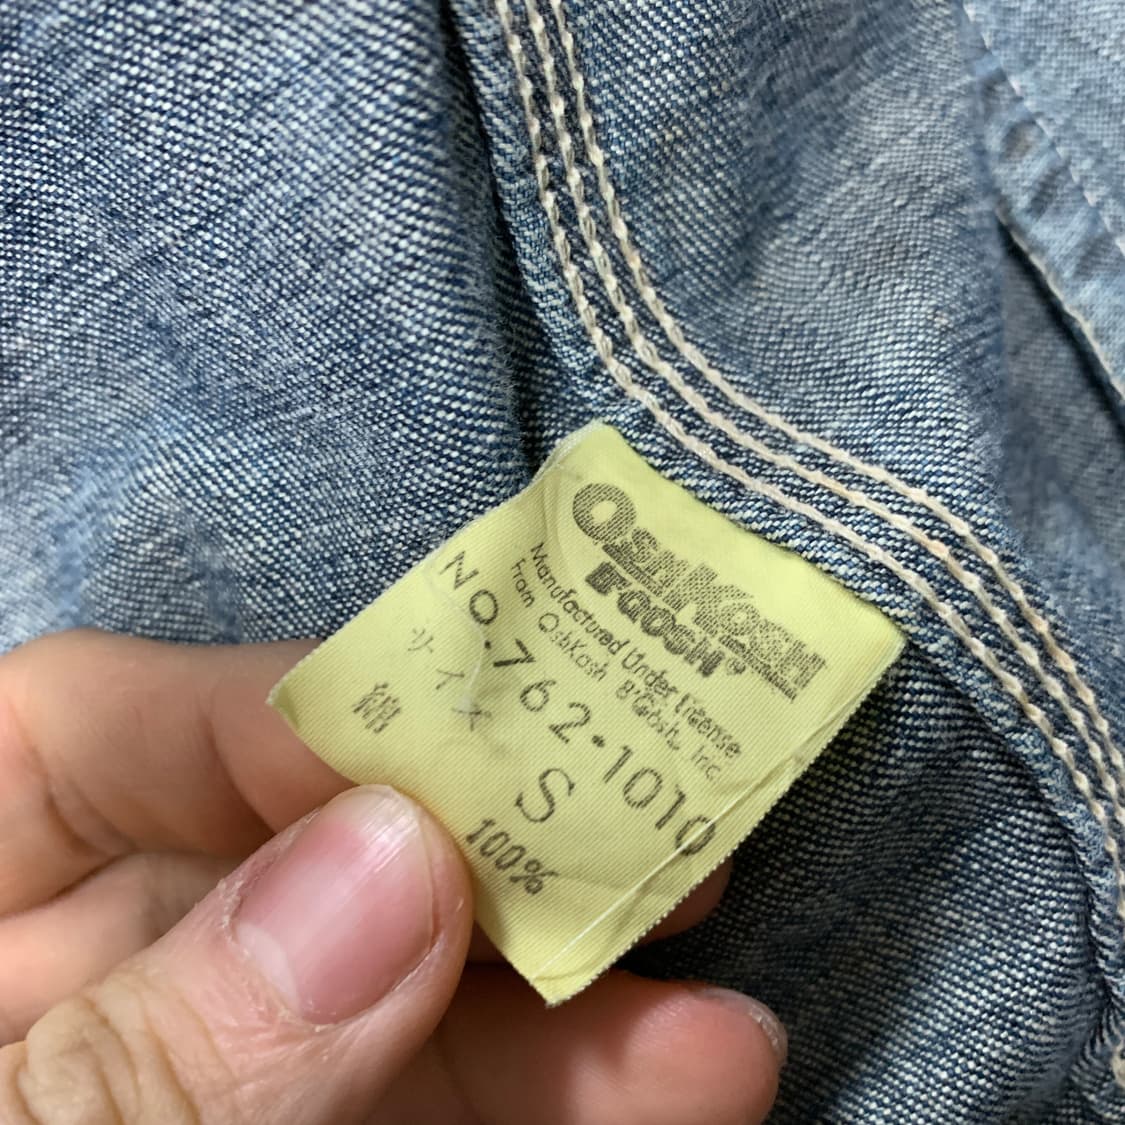 OSHKOSH
B'GOSH
Manufactured Under License
From OshKosh B'Gosh, Inc.
NO.762·1010
サイズ S
綿 100%